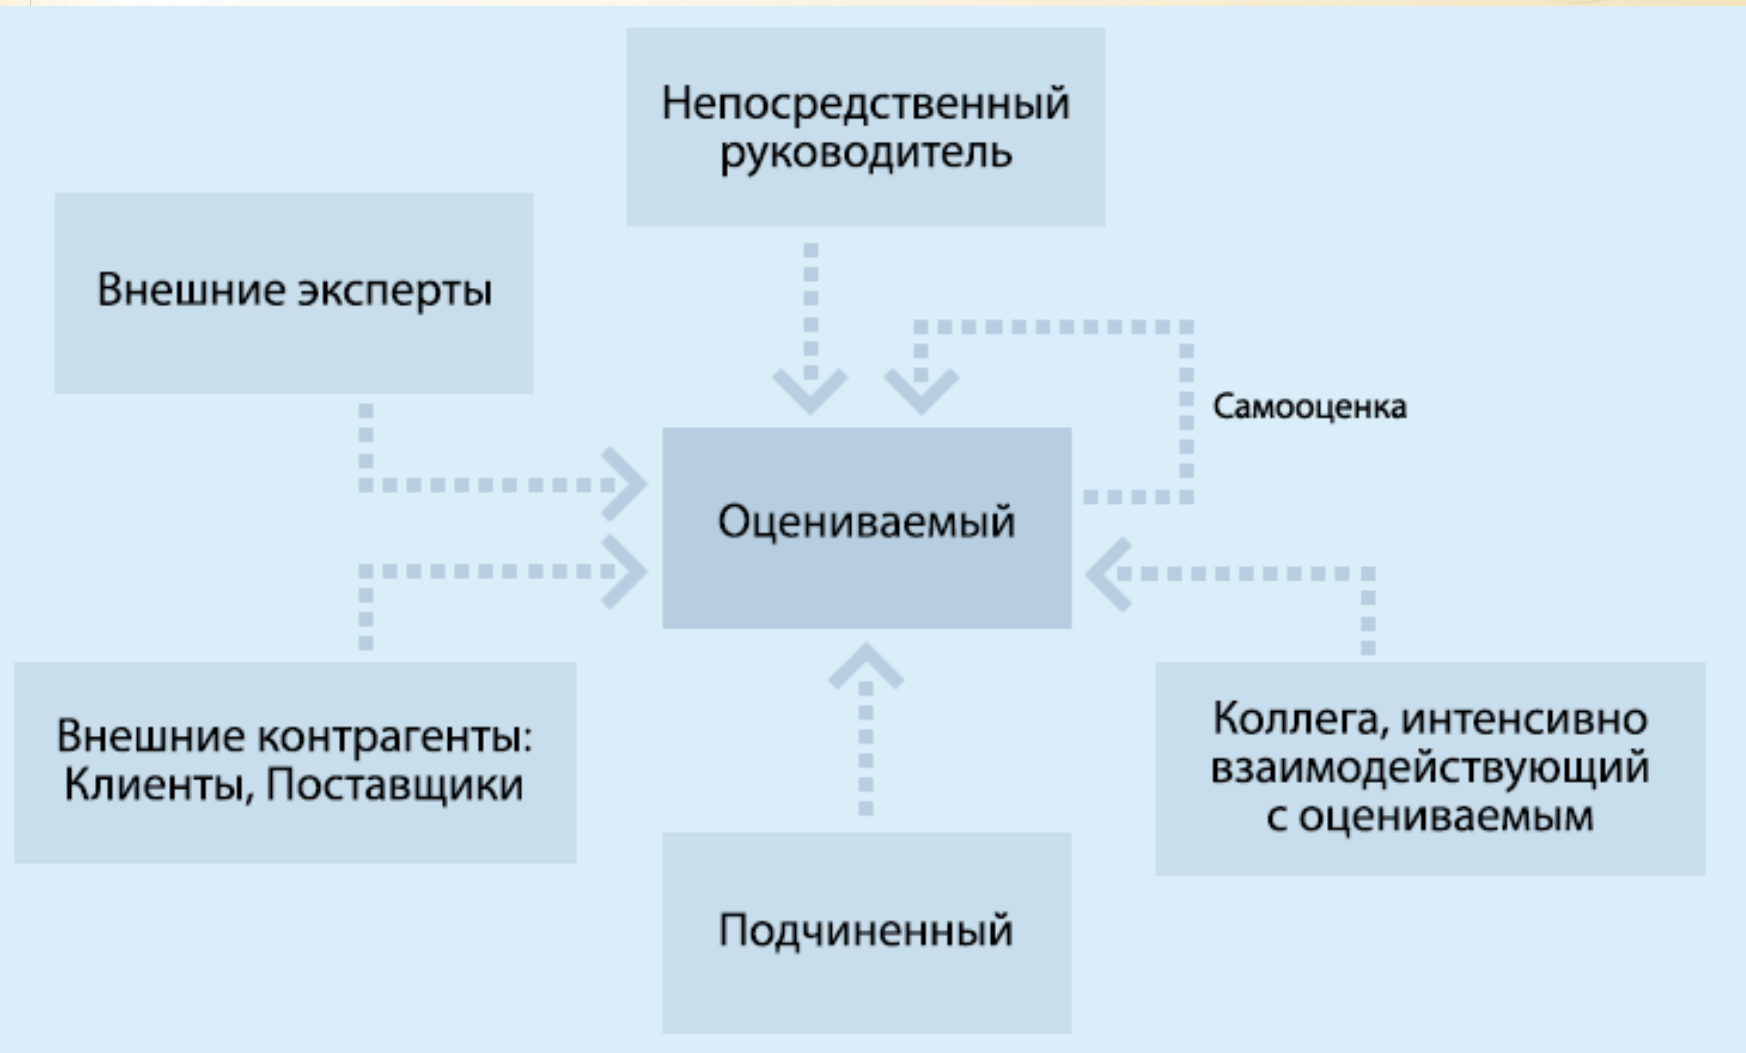 Непосредственный
руководитель
Внешние эксперты
Самооценка
Оцениваемый
Внешние контрагенты:
Клиенты, Поставщики
Коллега, интенсивно
взаимодействующий
с оцениваемым
Подчиненный